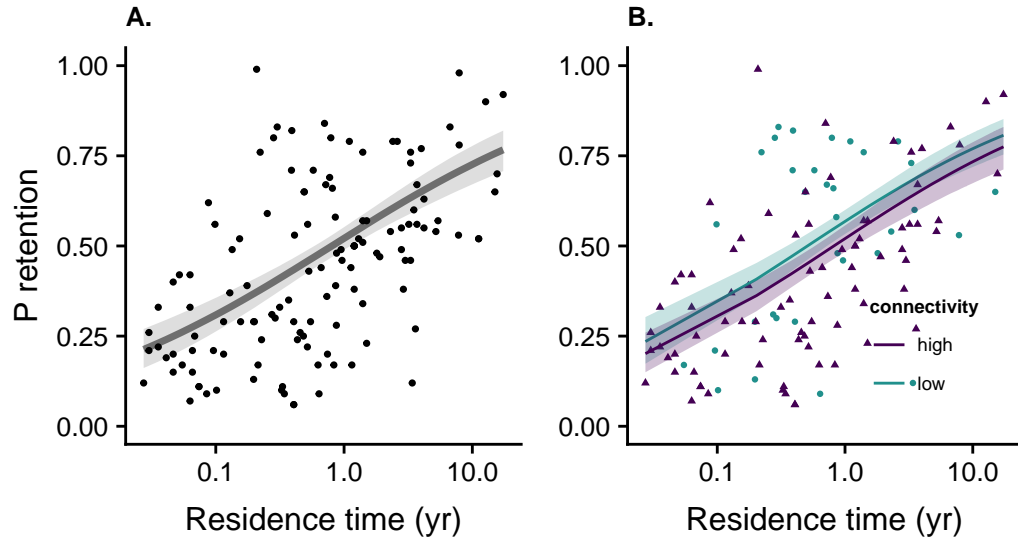 A.
P retention
1.00
0.75
0.50
0.25
0.00
0.1 1.0 10.0
Residence time (yr)
B.
1.00
0.75
0.50
0.25
0.00
connectivity
high
low
0.1 1.0 10.0
Residence time (yr)